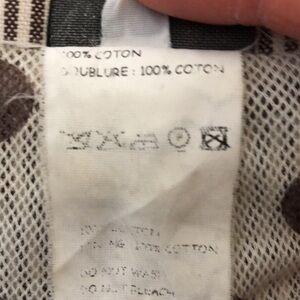 100% COTON
DOUBLURE : 100% COTON
100% COTTON
DO NOT WASH
DO NOT BLEACH